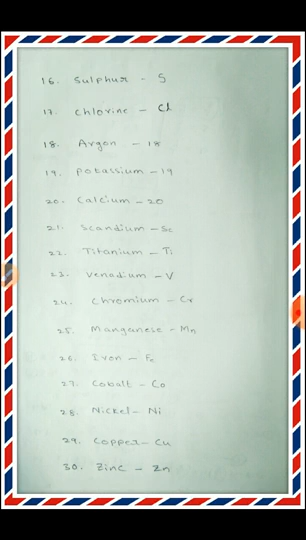 16. Sulphur - S
17. Chlorine - Cl
18. Argon - 18
19. Potassium - 19
20. Calcium - 20
21. Scandium - Sc
22. Titanium - Ti
23. Venadium - V
24. Chromium - Cr
25. Manganese - Mn
26. Iron - Fe
27. Cobalt - Co
28. Nickel - Ni
29. Copper - Cu
30. Zinc - Zn